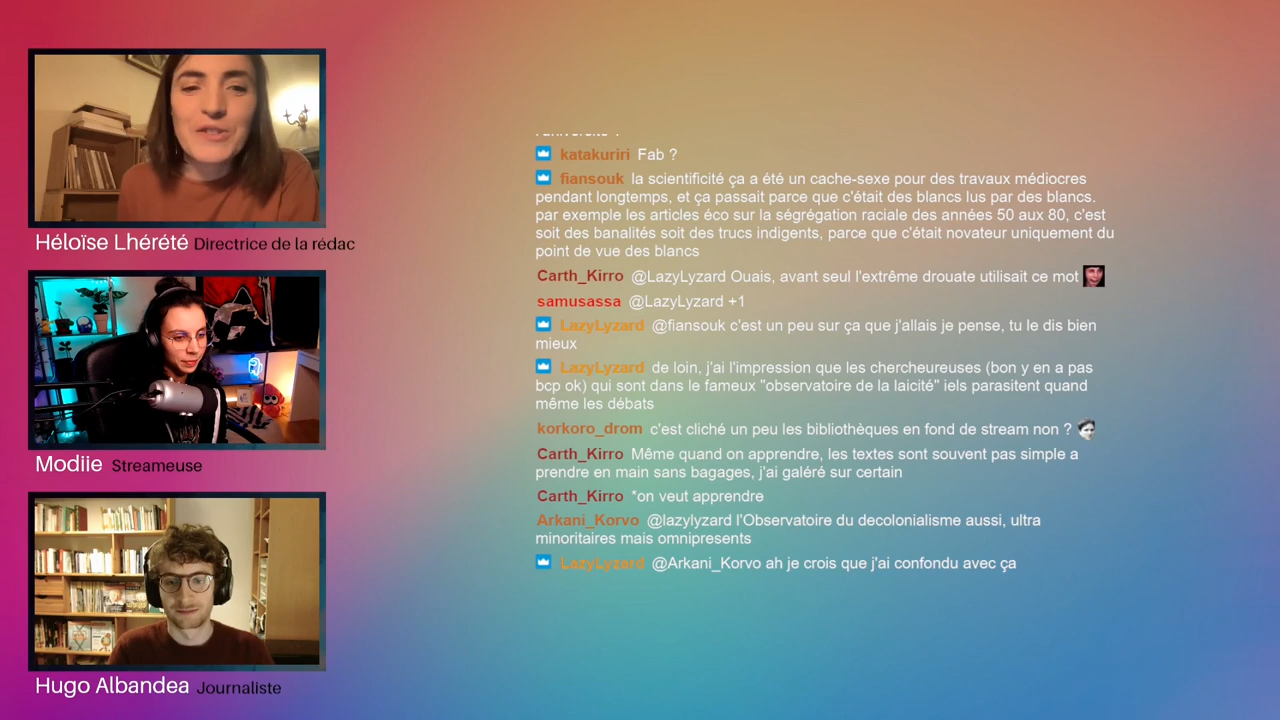 Héloïse Lhérété Directrice de la rédac
Modiie Streameuse
Hugo Albandea Journaliste
katakuriri Fab ?
fiansouk la scientificité ça a été un cache-sexe pour des travaux médiocres
pendant longtemps, et ça passait parce que c'était des blancs lus par des blancs.
par exemple les articles éco sur la ségrégation raciale des années 50 aux 80, c'est
soit des banalités soit des trucs indigents, parce que c'était novateur uniquement du
point de vue des blancs
Carth_Kirro @LazyLyzard Ouais, avant seul l'extrême drouate utilisait ce mot
samusassa @LazyLyzard +1
LazyLyzard @fiansouk c'est un peu sur ça que j'allais je pense, tu le dis bien
mieux
LazyLyzard de loin, j'ai l'impression que les chercheureuses (bon y en a pas
bcp ok) qui sont dans le fameux "observatoire de la laicité" iels parasitent quand
même les débats
korkoro_drom c'est cliché un peu les bibliothèques en fond de stream non ?
Carth_Kirro Même quand on apprendre, les textes sont souvent pas simple a
prendre en main sans bagages, j'ai galéré sur certain
Carth_Kirro *on veut apprendre
Arkani_Korvo @lazylyzard l'Observatoire du decolonialisme aussi, ultra
minoritaires mais omnipresents
LazyLyzard @Arkani_Korvo ah je crois que j'ai confondu avec ça